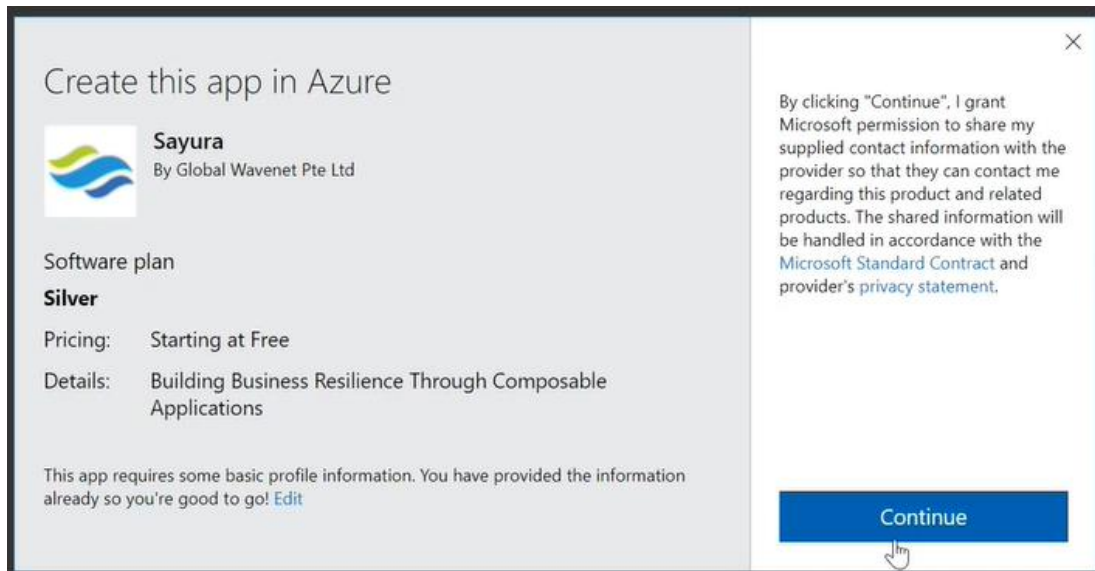 Create this app in Azure
Sayura
By Global Wavenet Pte Ltd
Software plan
Silver
Pricing: Starting at Free
Details: Building Business Resilience Through Composable
Applications
This app requires some basic profile information. You have provided the information
already so you're good to go! Edit
By clicking "Continue", I grant
Microsoft permission to share my
supplied contact information with the
provider so that they can contact me
regarding this product and related
products. The shared information will
be handled in accordance with the
Microsoft Standard Contract and
provider's privacy statement.
Continue